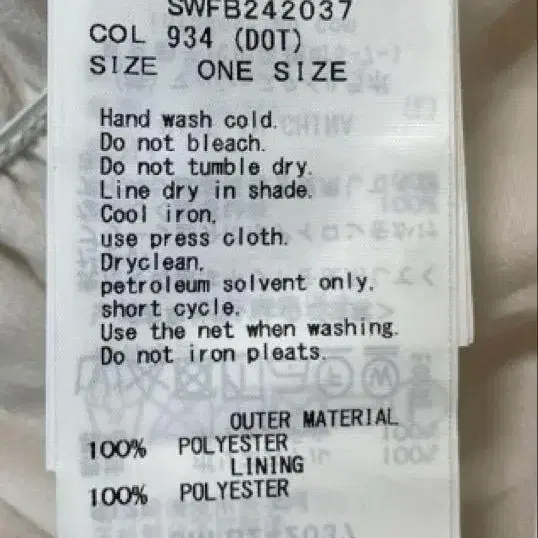 SWFB242037
COL 934 (DOT)
SIZE ONE SIZE
Hand wash cold.
Do not bleach.
Do not tumble dry.
Line dry in shade.
Cool iron.
use press cloth.
Dryclean.
petroleum solvent only.
short cycle.
Use the net when washing.
Do not iron pleats.
OUTER MATERIAL
100% POLYESTER
LINING
100% POLYESTER